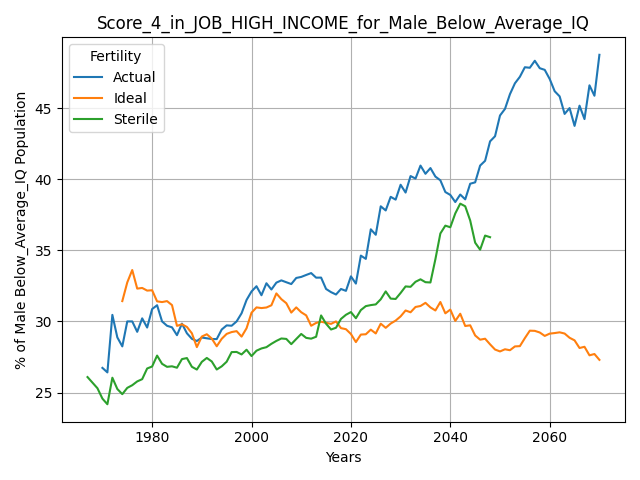 Score_4_in_JOB_HIGH_INCOME_for_Male_Below_Average_IQ
Fertility
Actual
Ideal
Sterile
% of Male Below_Average_IQ Population
45
40
35
30
25
1980
2000
2020
2040
2060
Years